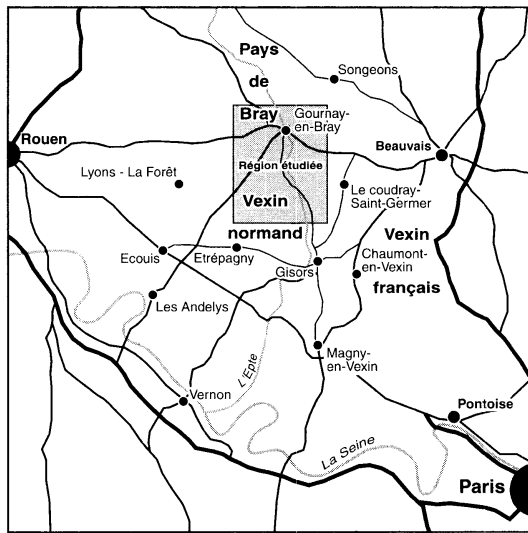 Pays
de
Bray
Songeons
Gournay-
en-Bray
Rouen
Beauvais
Lyons - La Forêt
Région étudiée
Le coudray-
Saint-Germer
Vexin
normand
Vexin
français
Ecouis
Etrépagny
Gisors
Chaumont-
en-Vexin
Les Andelys
L'Epte
Magny-
en-Vexin
Vernon
Pontoise
La Seine
Paris